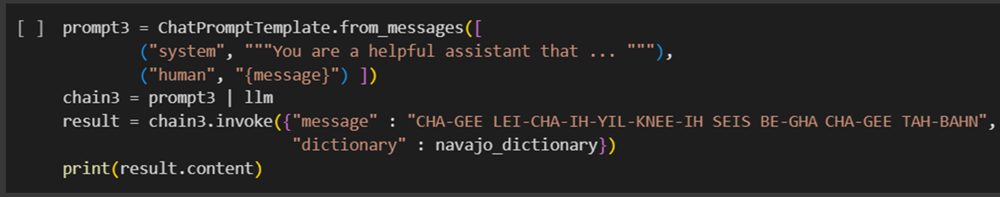 [ ] prompt3 = ChatPromptTemplate.from_messages([
("system", """You are a helpful assistant that ... """),
("human", "{message}") ])
chain3 = prompt3 | llm
result = chain3.invoke({"message" : "CHA-GEE LEI-CHA-IH-YIL-KNEE-IH SEIS BE-GHA CHA-GEE TAH-BAHN",
"dictionary" : navajo_dictionary})
print(result.content)